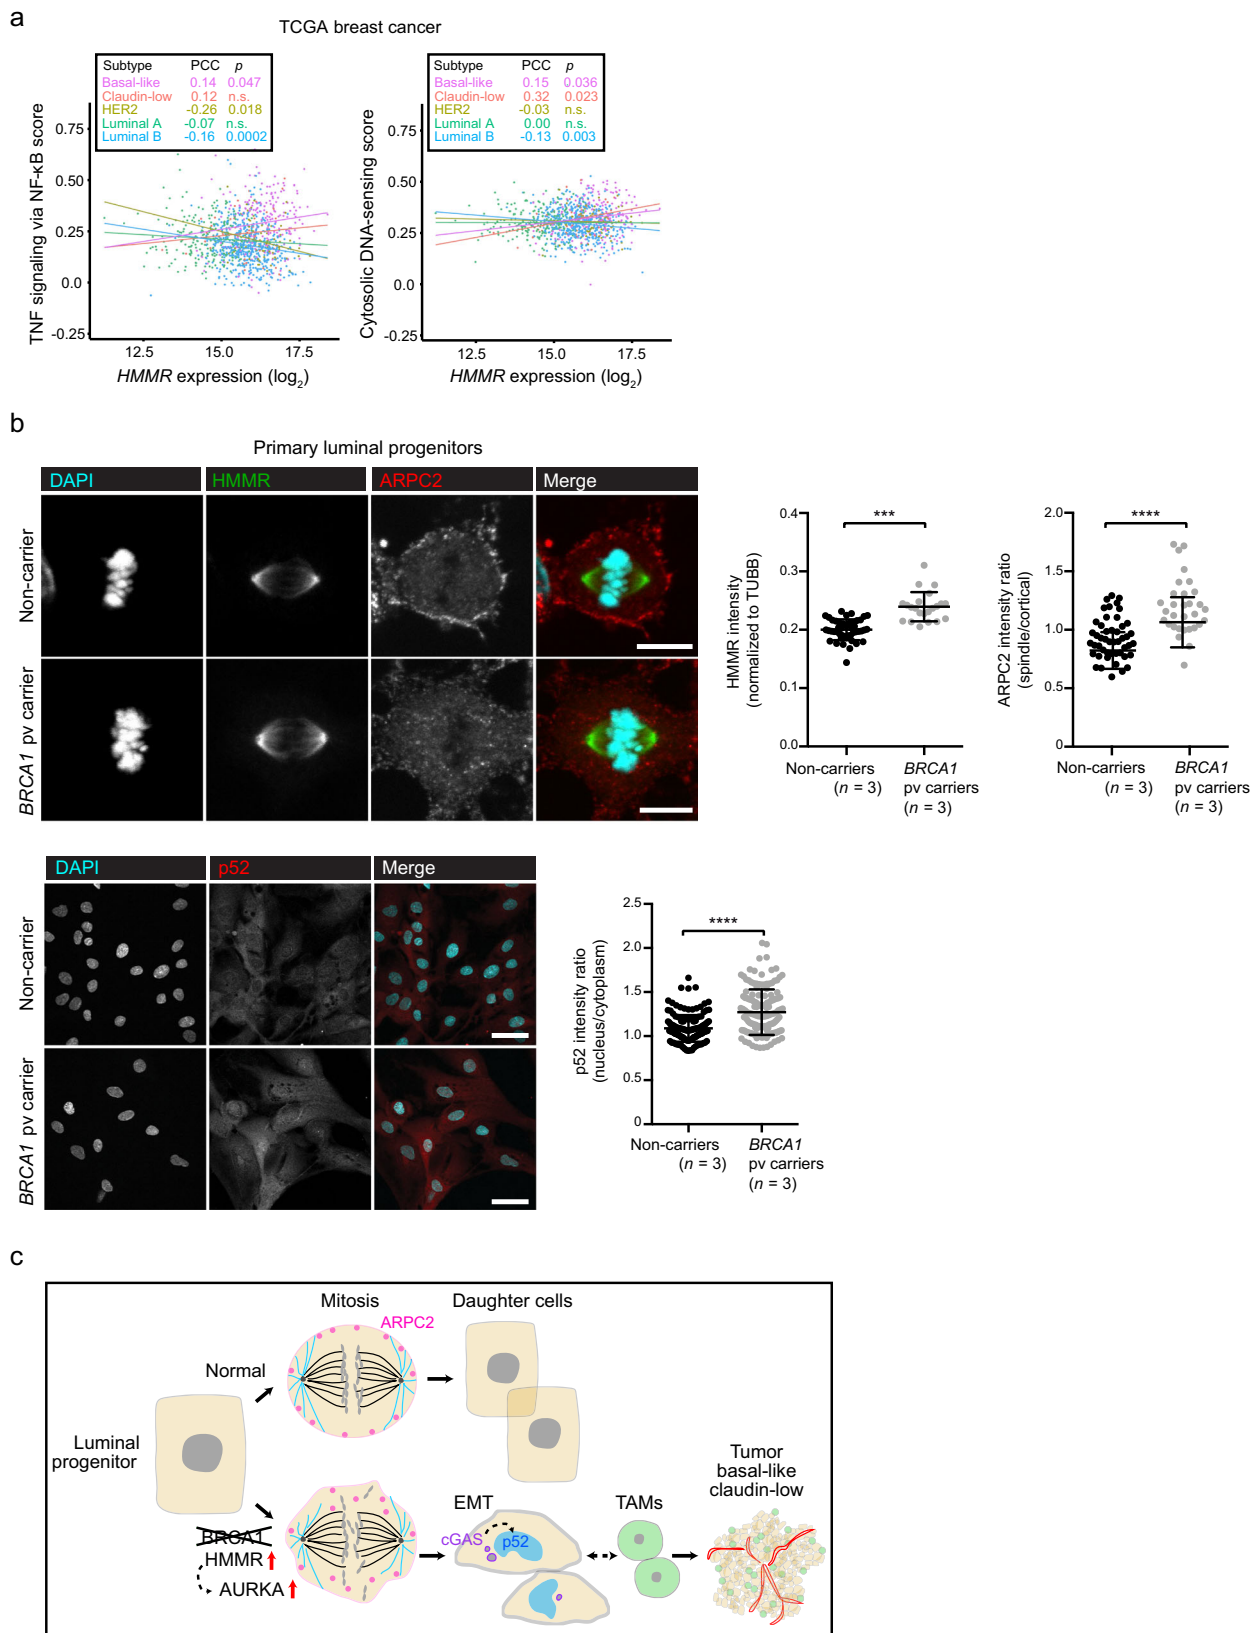 a
TCGA breast cancer
Subtype PCC p
Basal-like 0.14 0.047
Claudin-low 0.12 n.s.
HER2 -0.26 0.018
Luminal A -0.07 n.s.
Luminal B -0.16 0.0002
TNF signaling via NF-κB score
0.75
0.50
0.25
0.0
-0.25
12.5 15.0 17.5
HMMR expression (log2)
Subtype PCC p
Basal-like 0.15 0.036
Claudin-low 0.32 0.023
HER2 -0.03 n.s.
Luminal A 0.00 n.s.
Luminal B -0.13 0.003
Cytosolic DNA-sensing score
0.75
0.50
0.25
0.0
-0.25
12.5 15.0 17.5
HMMR expression (log2)
b
Primary luminal progenitors
DAPI HMMR ARPC2 Merge
Non-carrier
BRCA1 pv carrier
HMMR intensity
(normalized to TUBB)
0.4
0.3
0.2
0.1
0.0
***
Non-carriers
(n = 3)
BRCA1
pv carriers
(n = 3)
ARPC2 intensity ratio
(spindle/cortical)
2.0
1.5
1.0
0.5
0
****
Non-carriers
(n = 3)
BRCA1
pv carriers
(n = 3)
DAPI p52 Merge
Non-carrier
BRCA1 pv carrier
p52 intensity ratio
(nucleus/cytoplasm)
2.5
2.0
1.5
1.0
0.5
0
****
Non-carriers
(n = 3)
BRCA1
pv carriers
(n = 3)
c
Mitosis
Daughter cells
ARPC2
Normal
Luminal
progenitor
BRCA1
HMMR
AURKA
EMT
cGAS
p52
TAMs
Tumor
basal-like
claudin-low